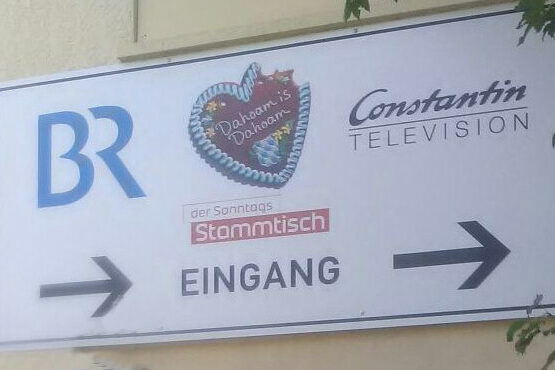 BR
Dahoam is
Dahoam
Constantin
TELEVISION
der Sonntags
Stammtisch
EINGANG